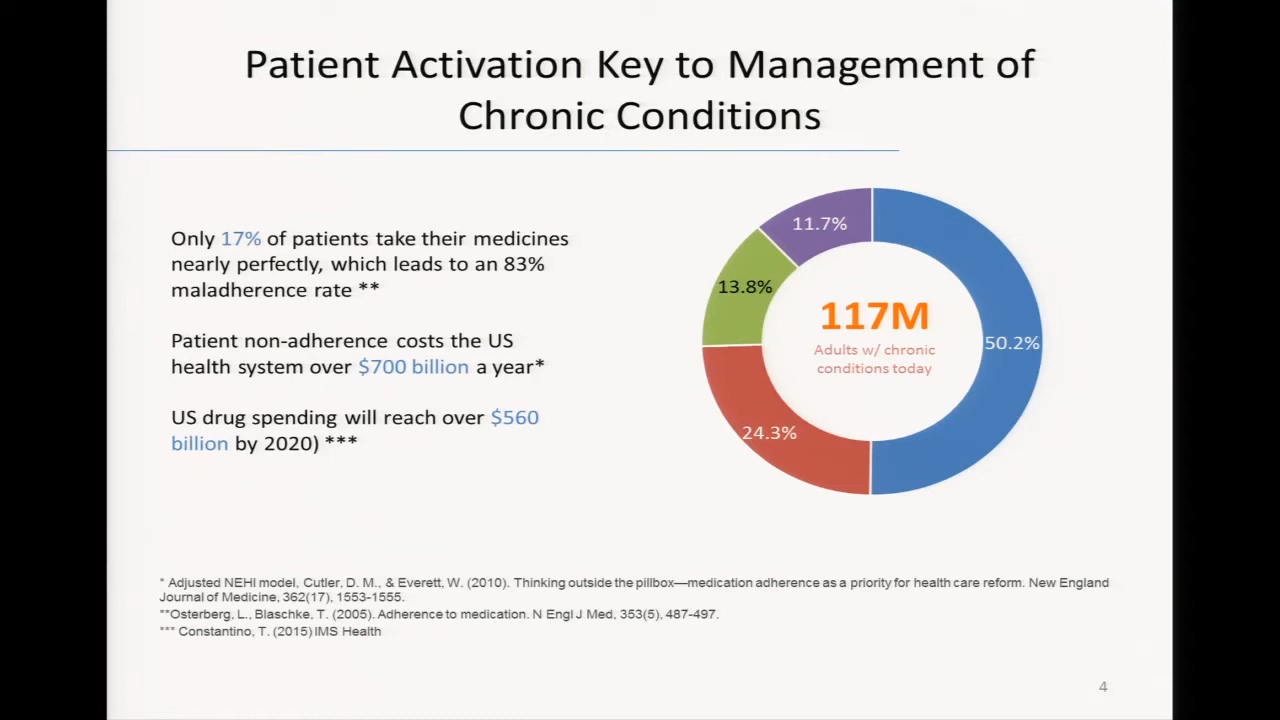 Patient Activation Key to Management of
Chronic Conditions
Only 17% of patients take their medicines
nearly perfectly, which leads to an 83%
maladherence rate **
Patient non-adherence costs the US
health system over $700 billion a year*
US drug spending will reach over $560
billion by 2020) ***
11.7%
13.8%
50.2%
24.3%
117M
Adults w/ chronic
conditions today
* Adjusted NEHI model, Cutler, D. M., & Everett, W. (2010). Thinking outside the pillbox—medication adherence as a priority for health care reform. New England
Journal of Medicine, 362(17), 1553-1555.
**Osterberg, L., Blaschke, T. (2005). Adherence to medication. N Engl J Med, 353(5), 487-497.
*** Constantino, T. (2015) IMS Health
4